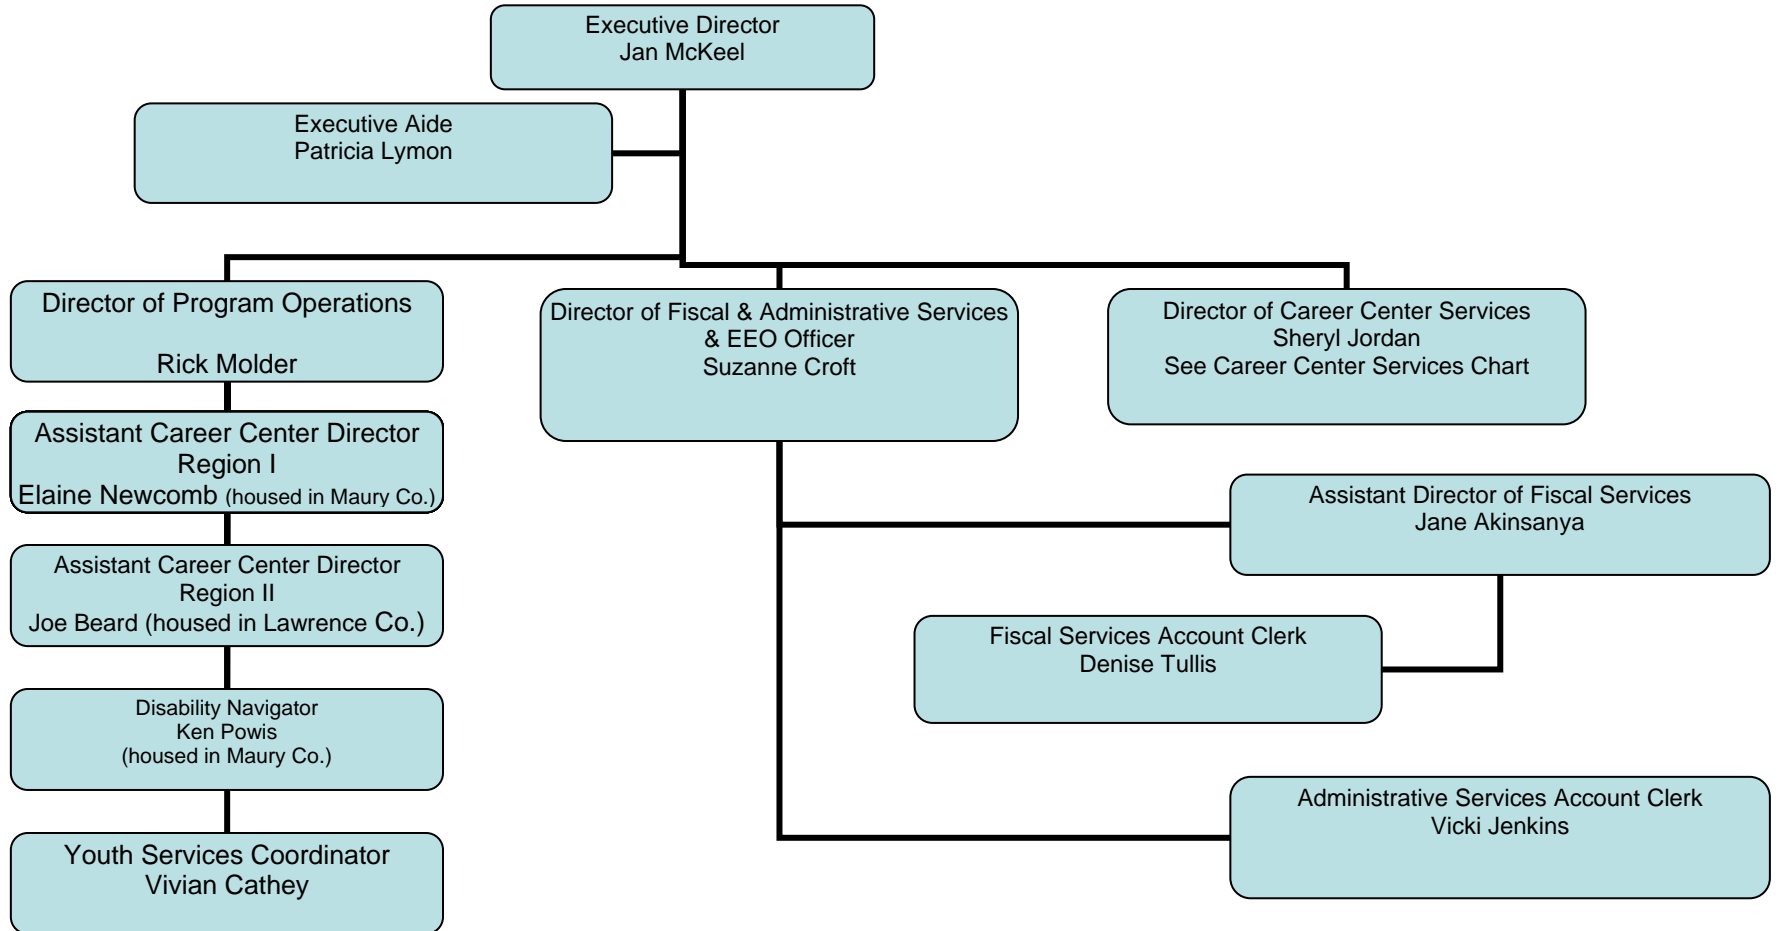 Executive Director
Jan McKeel
Executive Aide
Patricia Lymon
Director of Program Operations
Rick Molder
Director of Fiscal & Administrative Services
& EEO Officer
Suzanne Croft
Director of Career Center Services
Sheryl Jordan
See Career Center Services Chart
Assistant Career Center Director
Region I
Elaine Newcomb (housed in Maury Co.)
Assistant Career Center Director
Region II
Joe Beard (housed in Lawrence Co.)
Disability Navigator
Ken Powis
(housed in Maury Co.)
Youth Services Coordinator
Vivian Cathey
Assistant Director of Fiscal Services
Jane Akinsanya
Fiscal Services Account Clerk
Denise Tullis
Administrative Services Account Clerk
Vicki Jenkins